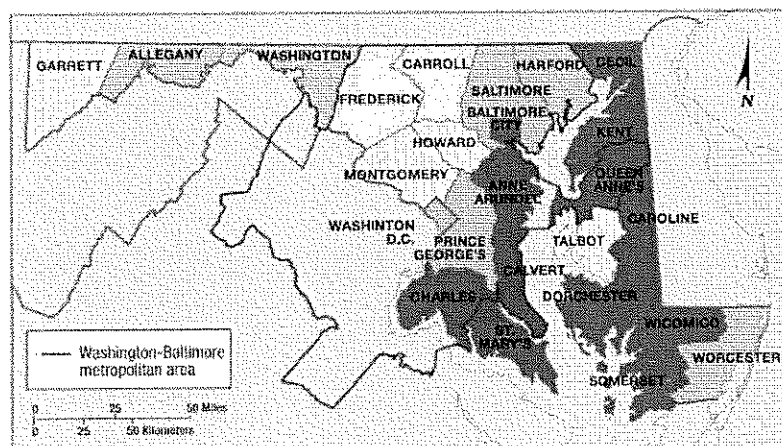 GARRETT
ALLEGANY
WASHINGTON
FREDERICK
CARROLL
BALTIMORE
HARFORD
CECIL
BALTIMORE
CITY
HOWARD
KENT
MONTGOMERY
ANNE
ARUNDEL
QUEEN
ANNE'S
WASHINTON
D.C.
PRINCE
GEORGE'S
CAROLINE
TALBOT
CALVERT
CHARLES
DORCHESTER
ST.
MARY'S
WICOMICO
WORCESTER
SOMERSET
N
Washington-Baltimore
metropolitan area
0 25 50 Miles
0 25 50 Kilometers